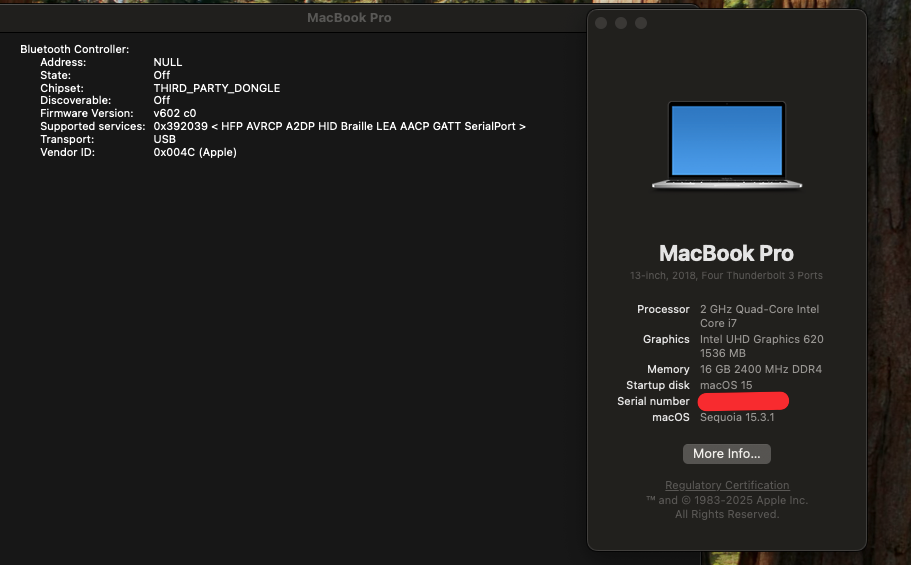 MacBook Pro
Bluetooth Controller:
Address: NULL
State: Off
Chipset: THIRD_PARTY_DONGLE
Discoverable: Off
Firmware Version: v602 c0
Supported services: 0x392039 < HFP AVRCP A2DP HID Braille LEA AACP GATT SerialPort >
Transport: USB
Vendor ID: 0x004C (Apple)
MacBook Pro
13-inch, 2018, Four Thunderbolt 3 Ports
Processor 2 GHz Quad-Core Intel
Core i7
Graphics Intel UHD Graphics 620
1536 MB
Memory 16 GB 2400 MHz DDR4
Startup disk macOS 15
Serial number
macOS Sequoia 15.3.1
More Info...
Regulatory Certification
™ and © 1983-2025 Apple Inc.
All Rights Reserved.